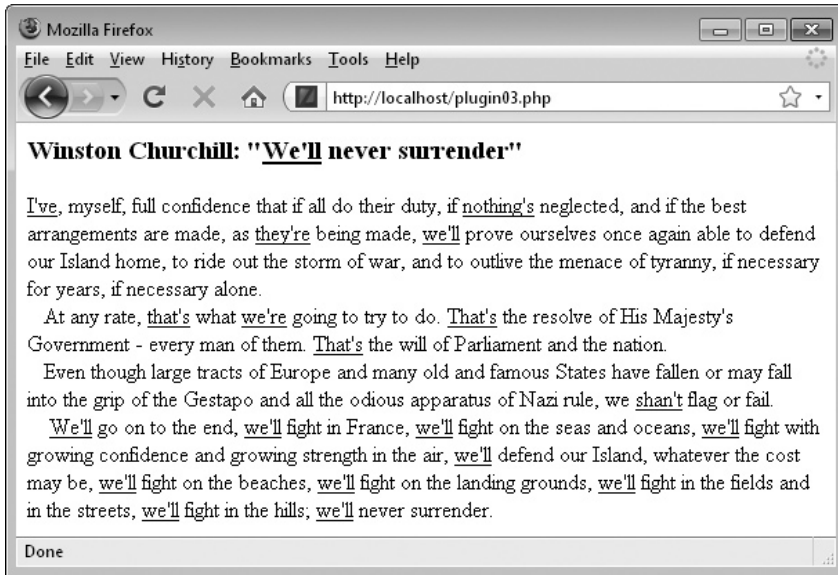 Mozilla Firefox
File Edit View History Bookmarks Tools Help
http://localhost/plugin03.php
Winston Churchill: "We'll never surrender"
I've, myself, full confidence that if all do their duty, if nothing's neglected, and if the best
arrangements are made, as they're being made, we'll prove ourselves once again able to defend
our Island home, to ride out the storm of war, and to outlive the menace of tyranny, if necessary
for years, if necessary alone.
At any rate, that's what we're going to try to do. That's the resolve of His Majesty's
Government - every man of them. That's the will of Parliament and the nation.
Even though large tracts of Europe and many old and famous States have fallen or may fall
into the grip of the Gestapo and all the odious apparatus of Nazi rule, we shan't flag or fail.
We'll go on to the end, we'll fight in France, we'll fight on the seas and oceans, we'll fight with
growing confidence and growing strength in the air, we'll defend our Island, whatever the cost
may be, we'll fight on the beaches, we'll fight on the landing grounds, we'll fight in the fields and
in the streets, we'll fight in the hills; we'll never surrender.
Done